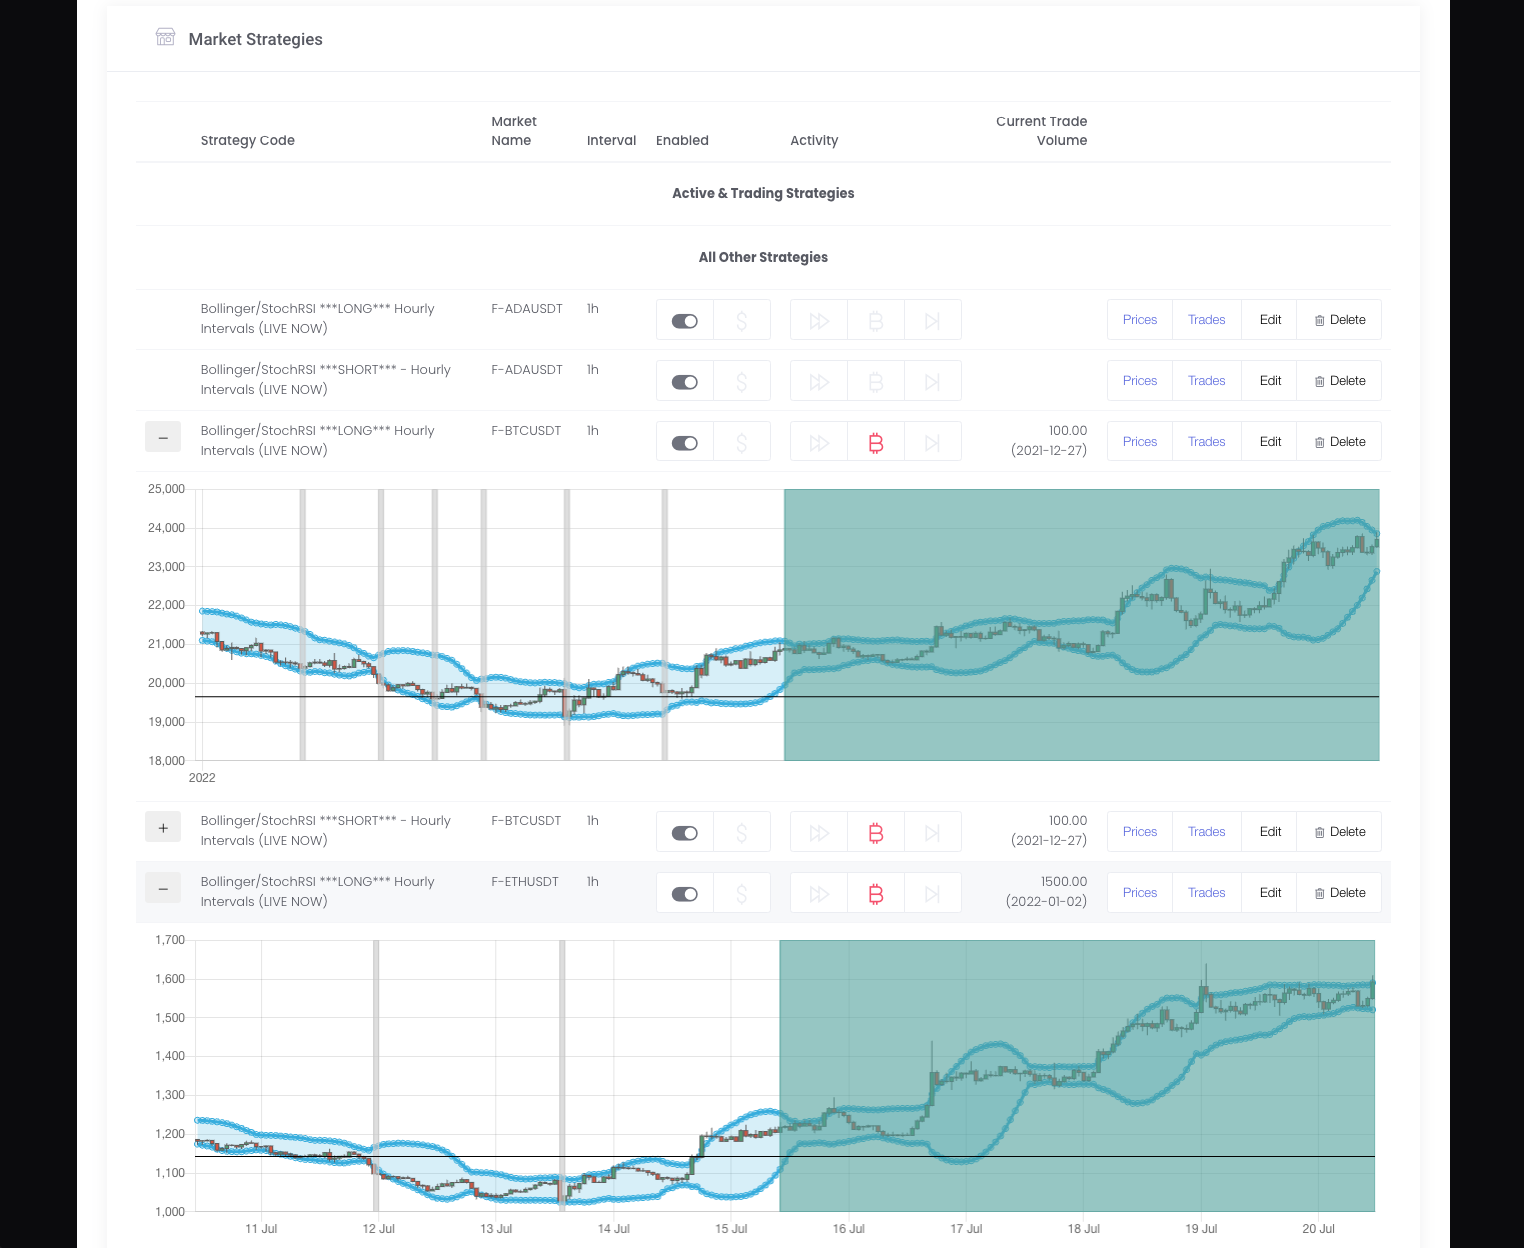 Market Strategies
Strategy Code
Market
Name
Interval
Enabled
Activity
Current Trade
Volume
Active & Trading Strategies
All Other Strategies
Bollinger/StochRSI ***LONG*** Hourly
Intervals (LIVE NOW)
F-ADAUSDT
1h
Prices
Trades
Edit
Delete
Bollinger/StochRSI ***SHORT*** - Hourly
Intervals (LIVE NOW)
F-ADAUSDT
1h
Prices
Trades
Edit
Delete
Bollinger/StochRSI ***LONG*** Hourly
Intervals (LIVE NOW)
F-BTCUSDT
1h
100.00
(2021-12-27)
Prices
Trades
Edit
Delete
25,000
24,000
23,000
22,000
21,000
20,000
19,000
18,000
2022
Bollinger/StochRSI ***SHORT*** - Hourly
Intervals (LIVE NOW)
F-BTCUSDT
1h
100.00
(2021-12-27)
Prices
Trades
Edit
Delete
Bollinger/StochRSI ***LONG*** Hourly
Intervals (LIVE NOW)
F-ETHUSDT
1h
1500.00
(2022-01-02)
Prices
Trades
Edit
Delete
1,700
1,600
1,500
1,400
1,300
1,200
1,100
1,000
11 Jul
12 Jul
13 Jul
14 Jul
15 Jul
16 Jul
17 Jul
18 Jul
19 Jul
20 Jul